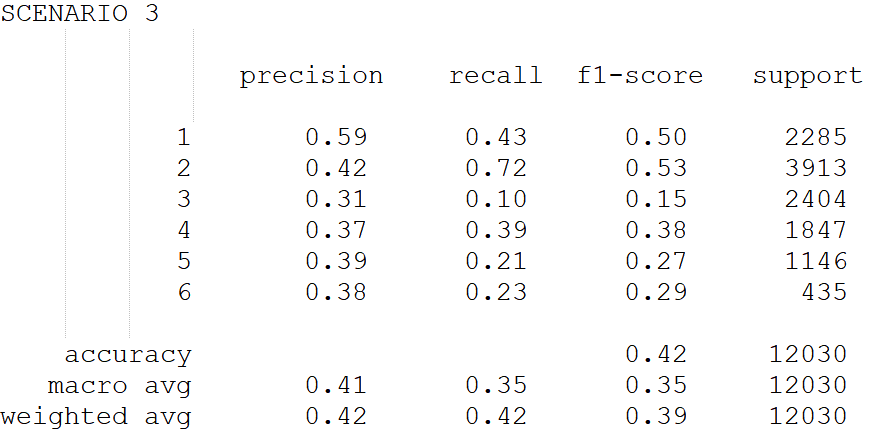 SCENARIO 3
precision recall f1-score support
1 0.59 0.43 0.50 2285
2 0.42 0.72 0.53 3913
3 0.31 0.10 0.15 2404
4 0.37 0.39 0.38 1847
5 0.39 0.21 0.27 1146
6 0.38 0.23 0.29 435
accuracy 0.42 12030
macro avg 0.41 0.35 0.35 12030
weighted avg 0.42 0.42 0.39 12030